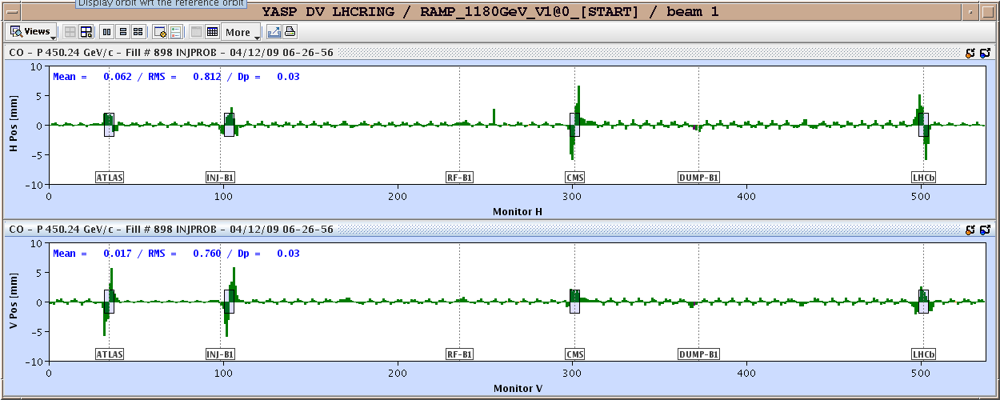 Display orbit wrt the reference orbit
YASP DV LHCRING / RAMP_1180GeV_V1@0_[START] / beam 1
Views More
CO - P 450.24 GeV/c - Fill # 898 INJPROB - 04/12/09 06-26-56
Mean = 0.062 / RMS = 0.812 / Dp = 0.03
H Pos [mm]
10
5
0
-5
-10
ATLAS INJ-B1 RF-B1 CMS DUMP-B1 LHCb
0 100 200 300 400 500
Monitor H
CO - P 450.24 GeV/c - Fill # 898 INJPROB - 04/12/09 06-26-56
Mean = 0.017 / RMS = 0.760 / Dp = 0.03
V Pos [mm]
10
5
0
-5
-10
ATLAS INJ-B1 RF-B1 CMS DUMP-B1 LHCb
0 100 200 300 400 500
Monitor V